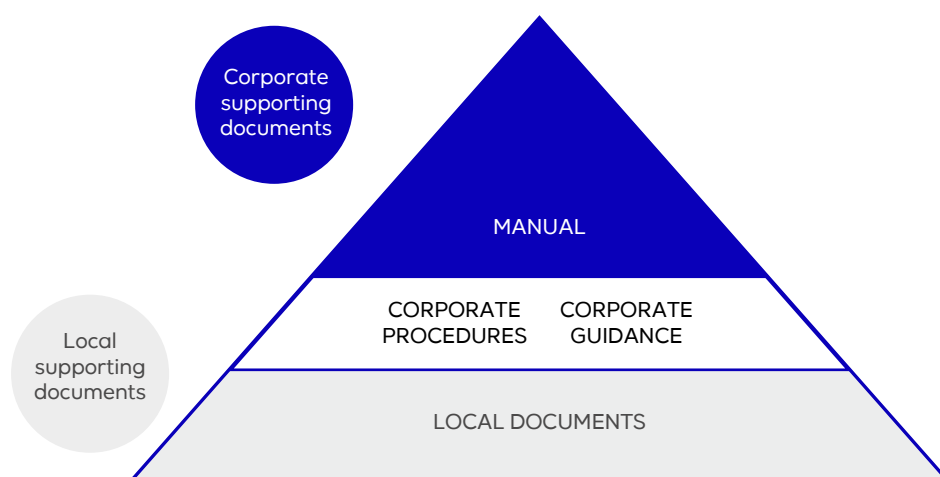 Corporate
supporting
documents
MANUAL
CORPORATE
PROCEDURES
CORPORATE
GUIDANCE
Local
supporting
documents
LOCAL DOCUMENTS